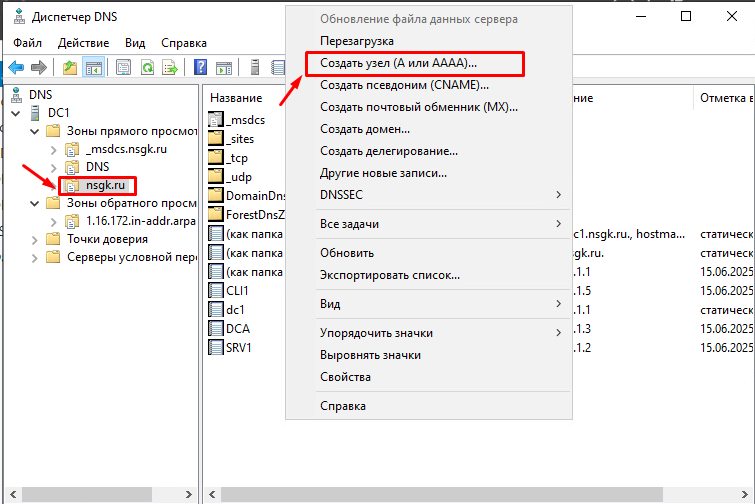 Диспетчер DNS
Файл Действие Вид Справка
DNS
DC1
Зоны прямого просмот
_msdcs.nsgk.ru
DNS
nsgk.ru
Зоны обратного просм
1.16.172.in-addr.arpa
Точки доверия
Серверы условной пер
Название
_msdcs
_sites
_tcp
_udp
DomainDns
ForestDnsZ
(как папка
(как папка
(как папка
CLI1
dc1
DCA
SRV1
Обновление файла данных сервера
Перезагрузка
Создать узел (A или AAAA)...
Создать псевдоним (CNAME)...
Создать почтовый обменник (MX)...
Создать домен...
Создать делегирование...
Другие новые записи...
DNSSEC
Все задачи
Обновить
Экспортировать список...
Вид
Упорядочить значки
Выровнять значки
Свойства
Справка
ние Отметка в
c1.nsgk.ru., hostma... статическ
gk.ru. статическ
.1.1 15.06.2025
.1.5 15.06.2025
.1.1 статическ
.1.3 15.06.2025
.1.2 15.06.2025